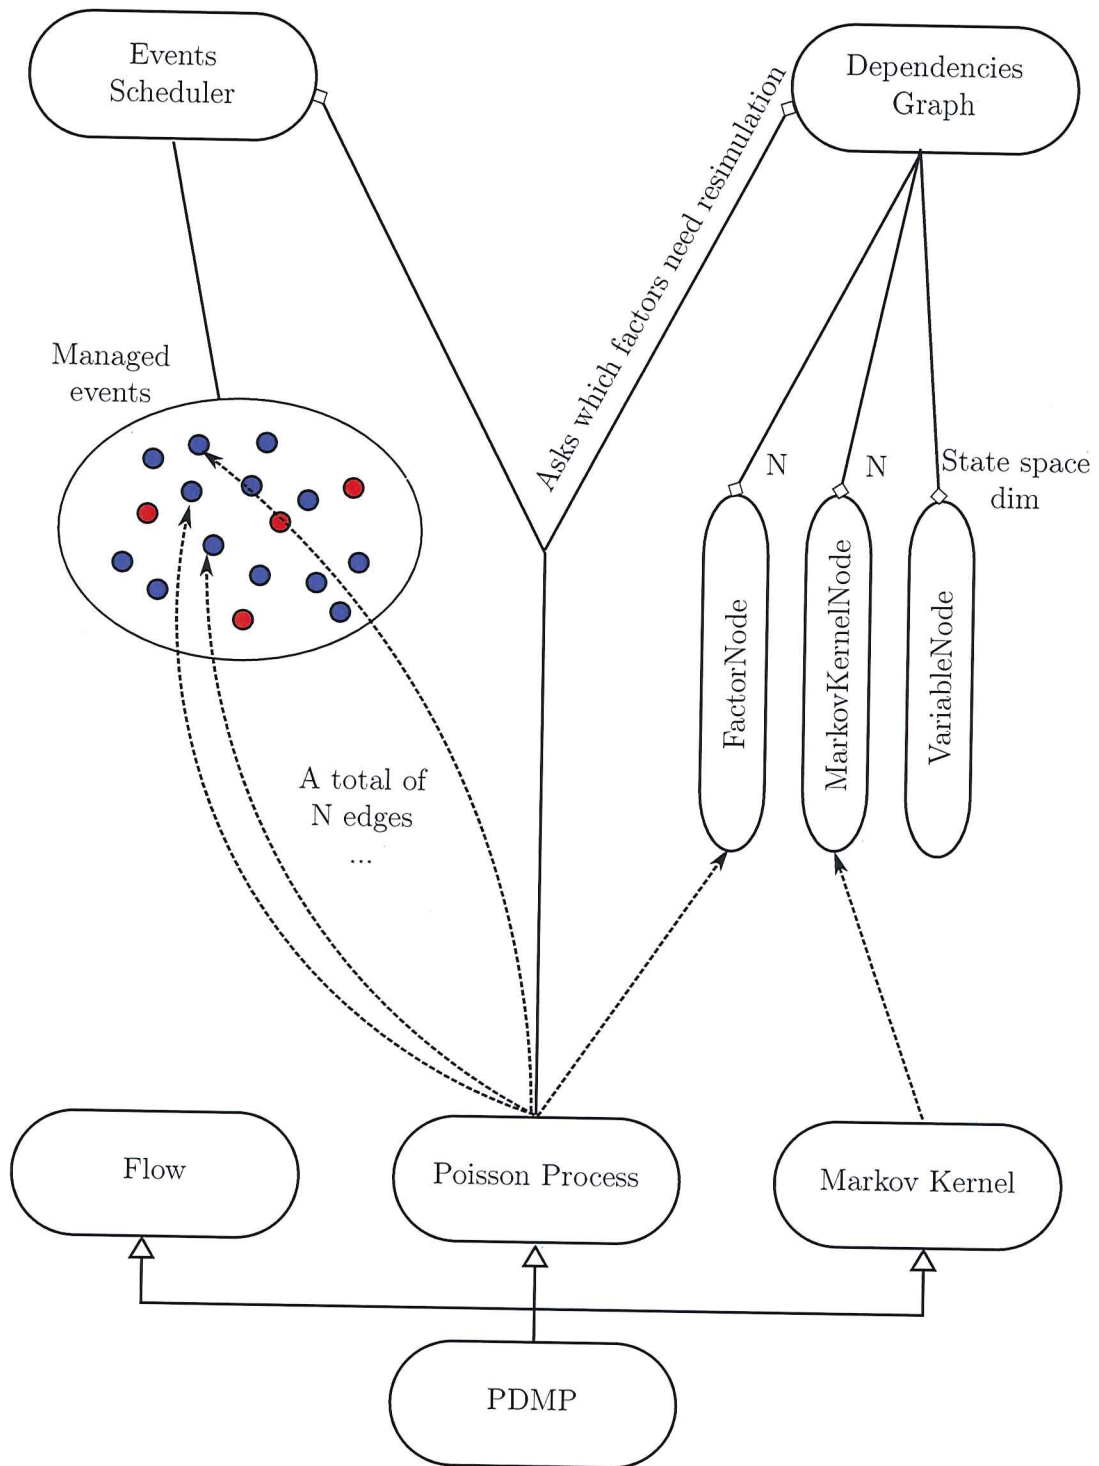 Events
Scheduler
Dependencies
Graph
Asks which factors need resimulation
Managed
events
N
N
State space
dim
FactorNode
MarkovKernelNode
VariableNode
A total of
N edges
...
Flow
Poisson Process
Markov Kernel
PDMP